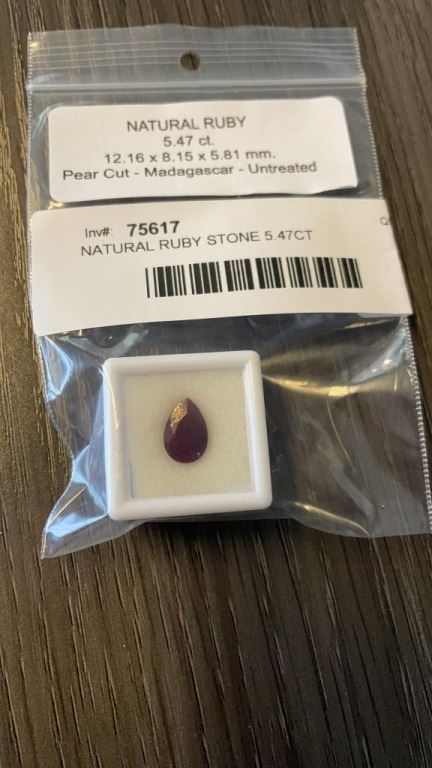 NATURAL RUBY
5.47 ct.
12.16 x 8.15 x 5.81 mm.
Pear Cut - Madagascar - Untreated
Inv#: 75617
NATURAL RUBY STONE 5.47CT